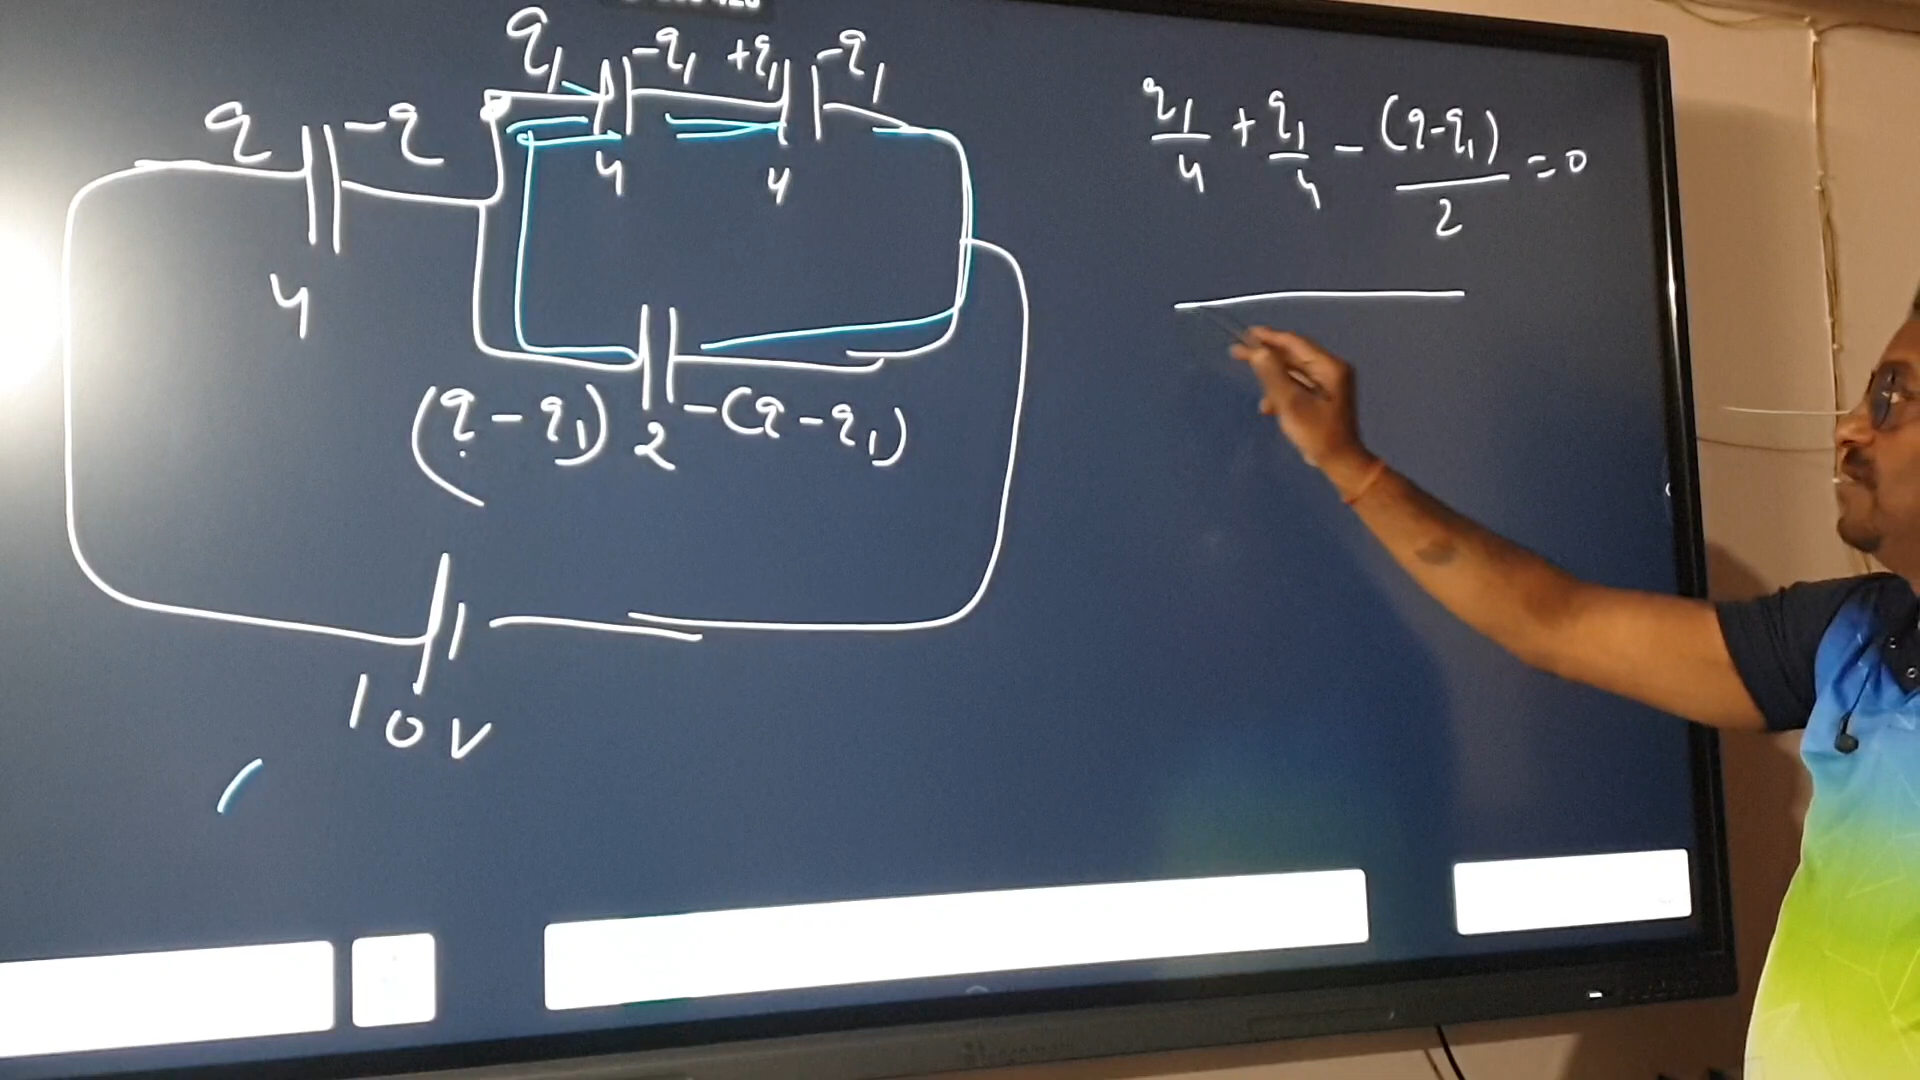 q₁ -q₁ +q₁ -q₁
q -q
4 4
4
(q-q₁) 2 -(q-q₁)
10V
q₁/4 + q₁/4 - (q-q₁)/2 = 0